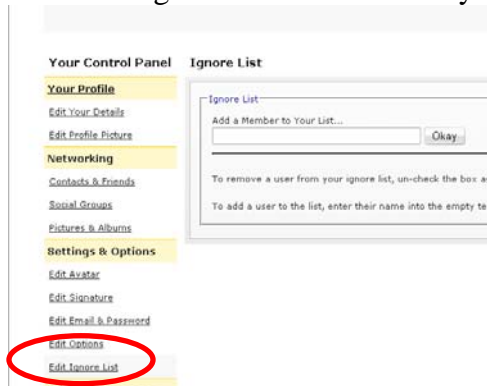 Your Control Panel
Ignore List
Your Profile
Edit Your Details
Edit Profile Picture
Networking
Contacts & Friends
Social Groups
Pictures & Albums
Settings & Options
Edit Avatar
Edit Signature
Edit Email & Password
Edit Options
Edit Ignore List
Ignore List
Add a Member to Your List...
Okay
To remove a user from your ignore list, un-check the box
To add a user to the list, enter their name into the empty